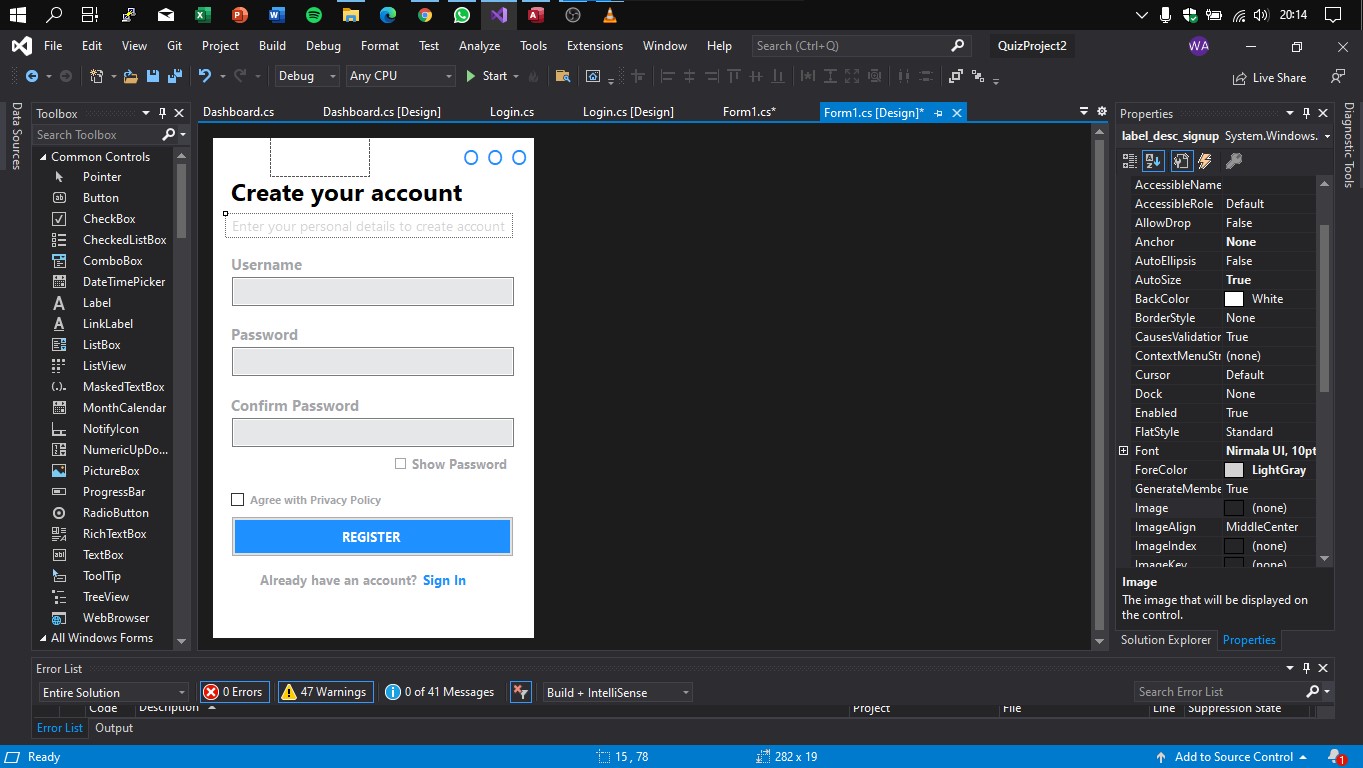 20:14
File Edit View Git Project Build Debug Format Test Analyze Tools Extensions Window Help Search (Ctrl+Q) QuizProject2 WA
Debug Any CPU Start Live Share
Data Sources
Toolbox
Search Toolbox
Common Controls
Pointer
Button
CheckBox
CheckedListBox
ComboBox
DateTimePicker
Label
LinkLabel
ListBox
ListView
MaskedTextBox
MonthCalendar
NotifyIcon
NumericUpDo...
PictureBox
ProgressBar
RadioButton
RichTextBox
TextBox
ToolTip
TreeView
WebBrowser
All Windows Forms
Dashboard.cs Dashboard.cs [Design] Login.cs Login.cs [Design] Form1.cs* Form1.cs [Design]*
Create your account
Enter your personal details to create account
Username
Password
Confirm Password
Show Password
Agree with Privacy Policy
REGISTER
Already have an account? Sign In
Properties
label_desc_signup System.Windows.
AccessibleName
AccessibleRole Default
AllowDrop False
Anchor None
AutoEllipsis False
AutoSize True
BackColor White
BorderStyle None
CausesValidation True
ContextMenuStr (none)
Cursor Default
Dock None
Enabled True
FlatStyle Standard
Font Nirmala UI, 10pt
ForeColor LightGray
GenerateMembe True
Image (none)
ImageAlign MiddleCenter
ImageIndex (none)
ImageKey (none)
Image
The image that will be displayed on
the control.
Solution Explorer Properties
Diagnostic Tools
Error List
Entire Solution 0 Errors 47 Warnings 0 of 41 Messages Build + IntelliSense Search Error List
Code Description Project File Line Suppression State
Error List Output
Ready 15 , 78 282 x 19 Add to Source Control 1